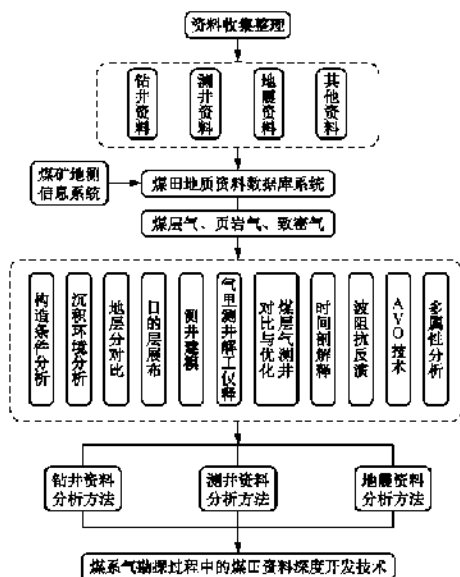 资料收集整理
钻井资料
测井资料
地震资料
其他资料
煤矿地测
信息系统
煤田地质资料数据库系统
煤层气、页岩气、致密气
构造条件分析
沉积环境分析
地层分对比
目的层展布
测井建模
煤层气测井
对比与优化
时间剖解释
波阻抗反演
AVO技术
多属性分析
钻井资料
分析方法
测井资料
分析方法
地震资料
分析方法
煤系气勘探过程中的煤田资料深度开发技术